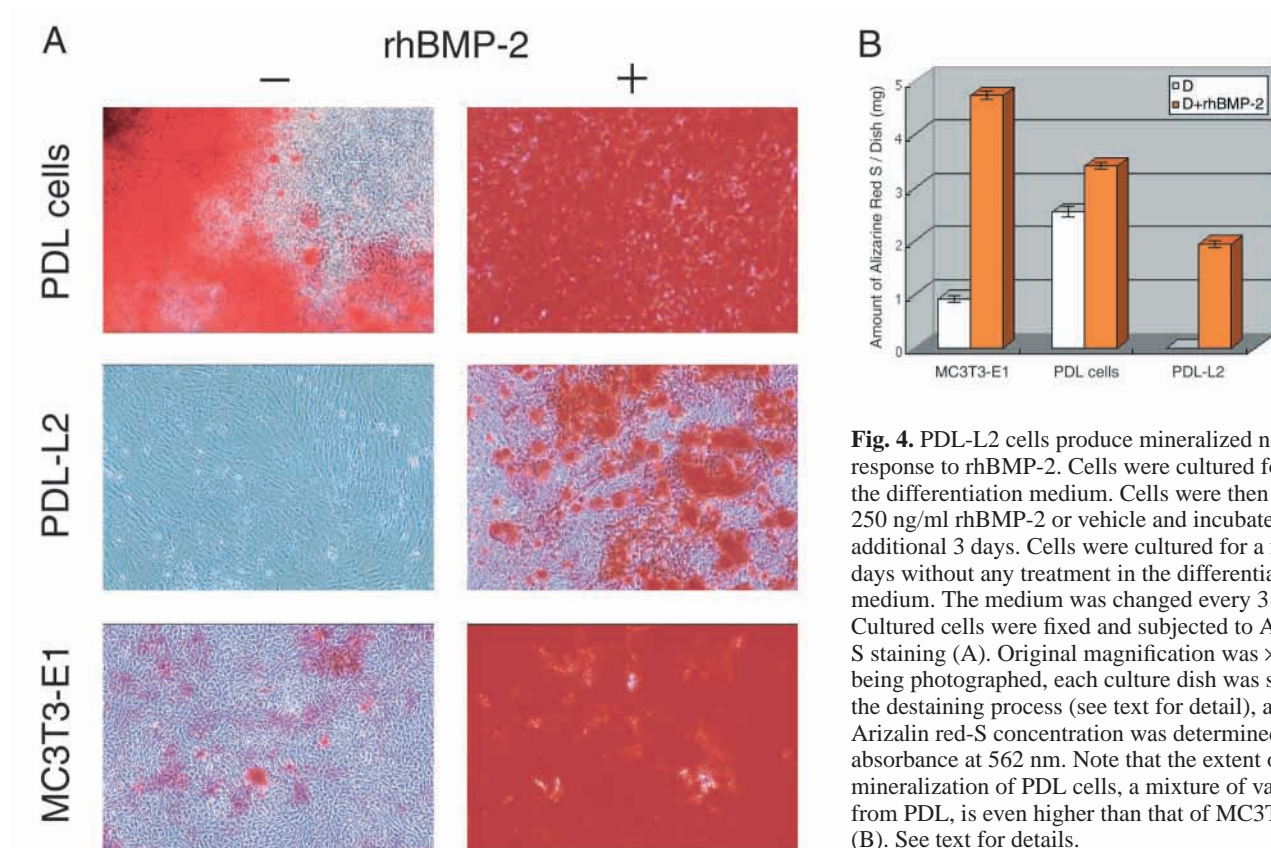 A
rhBMP-2
−
+
PDL cells
PDL-L2
MC3T3-E1
B
Amount of Alizarine Red S / Dish (mg)
5
4
3
2
1
0
D
D+rhBMP-2
MC3T3-E1
PDL cells
PDL-L2
Fig. 4. PDL-L2 cells produce mineralized
response to rhBMP-2. Cells were cultured
the differentiation medium. Cells were then
250 ng/ml rhBMP-2 or vehicle and
additional 3 days. Cells were cultured for a
days without any treatment in the
medium. The medium was changed every 3
Cultured cells were fixed and subjected to
S staining (A). Original magnification was ×
being photographed, each culture dish was
the destaining process (see text for detail),
Arizalin red-S concentration was
absorbance at 562 nm. Note that the extent
mineralization of PDL cells, a mixture of
from PDL, is even higher than that of
(B). See text for details.